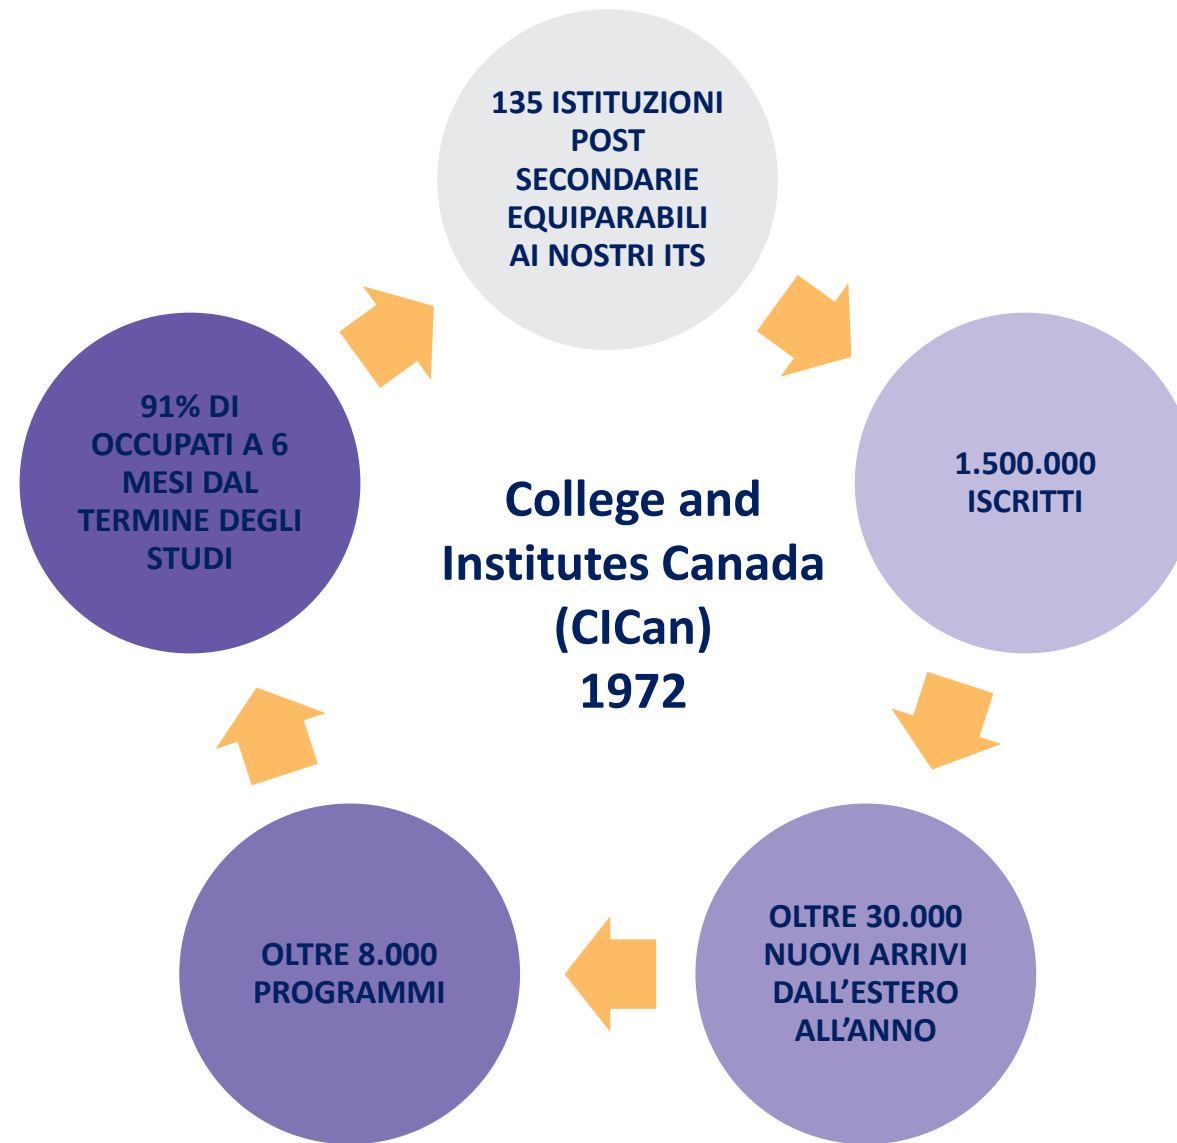 135 ISTITUZIONI
POST
SECONDARIE
EQUIPARABILI
AI NOSTRI ITS
1.500.000
ISCRITTI
OLTRE 30.000
NUOVI ARRIVI
DALL’ESTERO
ALL’ANNO
OLTRE 8.000
PROGRAMMI
91% DI
OCCUPATI A 6
MESI DAL
TERMINE DEGLI
STUDI
College and
Institutes Canada
(CICan)
1972